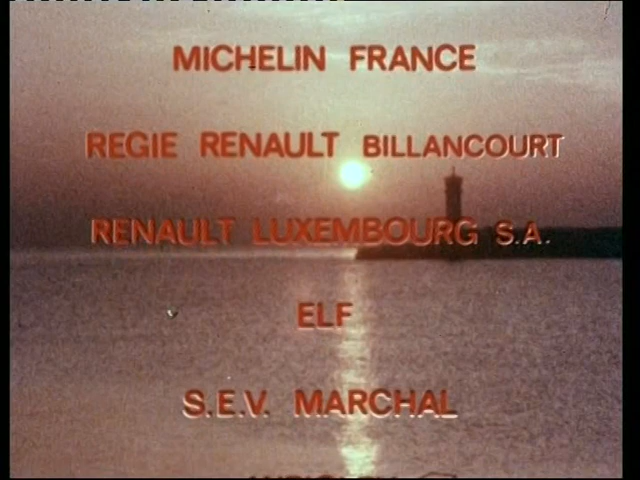 MICHELIN FRANCE
REGIE RENAULT BILLANCOURT
RENAULT LUXEMBOURG S.A.
ELF
S.E.V. MARCHAL